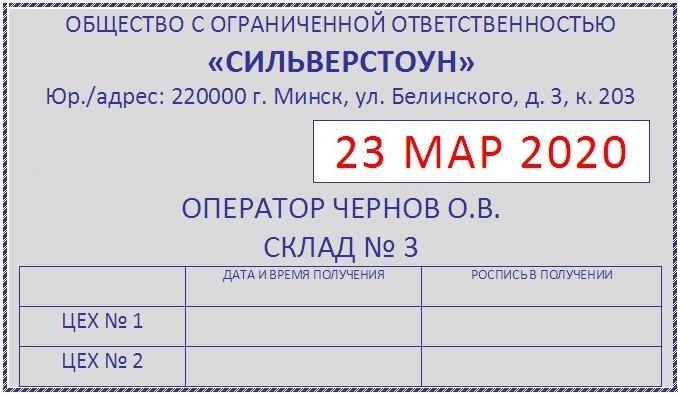 ОБЩЕСТВО С ОГРАНИЧЕННОЙ ОТВЕТСТВЕННОСТЬЮ
«СИЛЬВЕРСТОУН»
Юр./адрес: 220000 г. Минск, ул. Белинского, д. 3, к. 203
23 МАР 2020
ОПЕРАТОР ЧЕРНОВ О.В.
СКЛАД № 3
ДАТА И ВРЕМЯ ПОЛУЧЕНИЯ РОСПИСЬ В ПОЛУЧЕНИИ
ЦЕХ № 1
ЦЕХ № 2